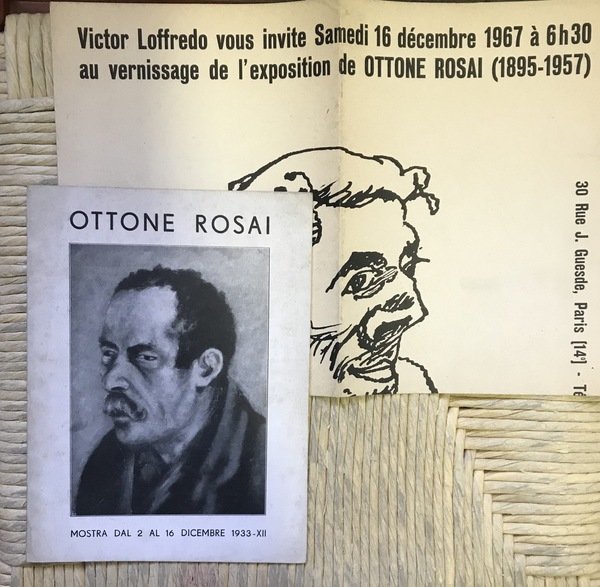 Victor Loffredo vous invite Samedi 16 décembre 1967 à 6h30
au vernissage de l'exposition de OTTONE ROSAI (1895-1957)
30 Rue J. Guesde, Paris (14e) - Té
OTTONE ROSAI
MOSTRA DAL 2 AL 16 DICEMBRE 1933-XII